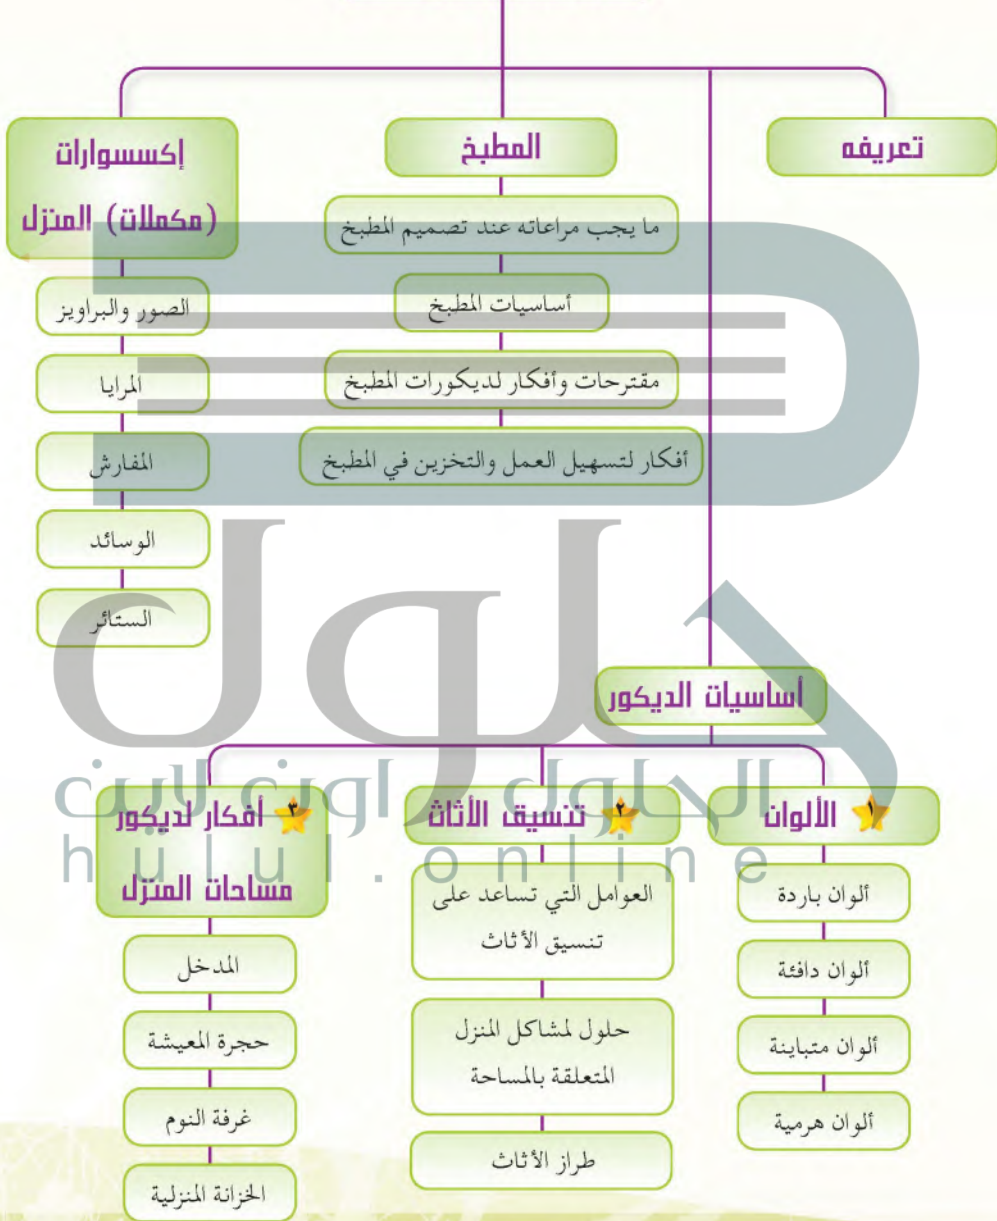 تعريفه
المطبخ
ما يجب مراعاته عند تصميم المطبخ
أساسيات المطبخ
مقترحات وأفكار لديكورات المطبخ
أفكار لتسهيل العمل والتخزين في المطبخ
إكسسوارات
(مكملات) المنزل
الصور والبراويز
المرايا
المفارش
الوسائد
الستائر
أساسيات الديكور
١ الألوان
ألوان باردة
ألوان دافئة
ألوان متباينة
ألوان هرمية
٢ تنسيق الأثاث
العوامل التي تساعد على
تنسيق الأثاث
حلول لمشاكل المنزل
المتعلقة بالمساحة
طراز الأثاث
٣ أفكار لديكور
مساحات المنزل
المدخل
حجرة المعيشة
غرفة النوم
الخزانة المنزلية
حلول
الحلول اون لاين
hulul.online